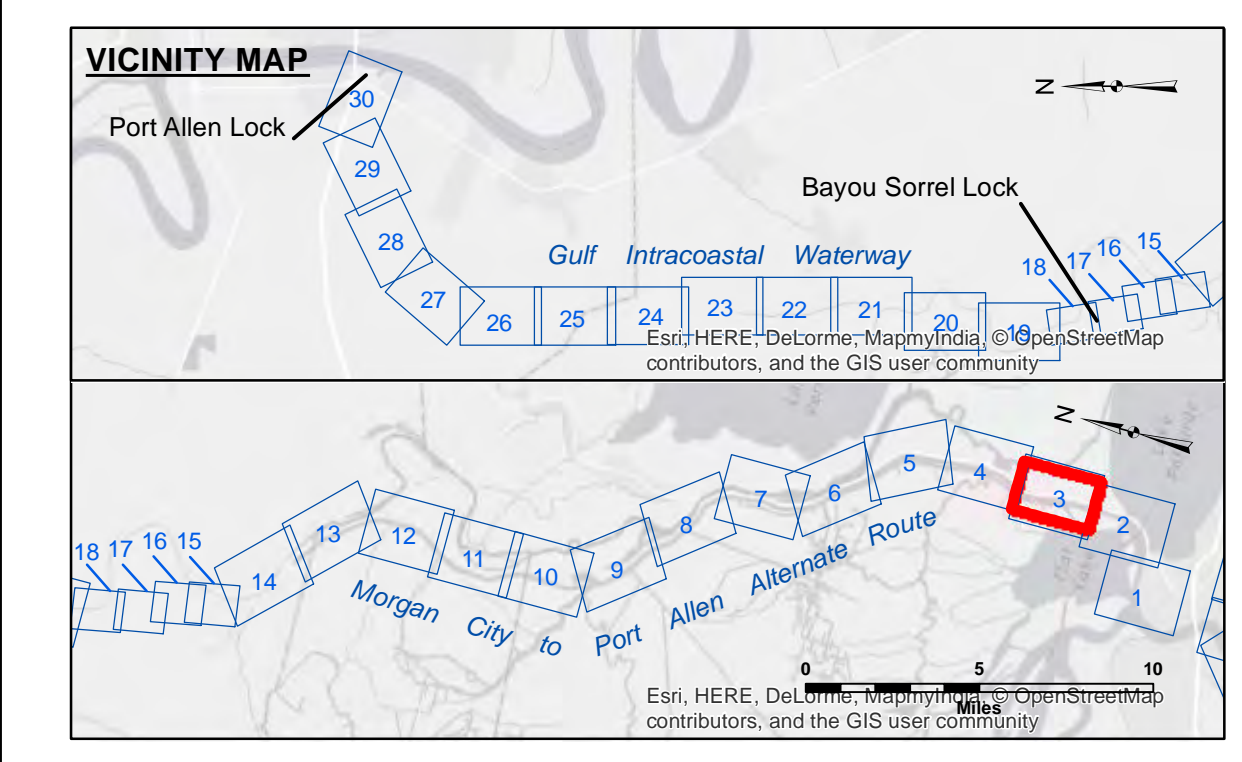 VICINITY MAP
N
30
Port Allen Lock
29
Bayou Sorrel Lock
28
Gulf Intracoastal Waterway
18 17 16 15
27
26 25 24 23 22 21 20 19
Esri, HERE, DeLorme, MapmyIndia, © OpenStreetMap
contributors, and the GIS user community
N
5
4
3
2
1
6
7
8
9
10
11
12
13
14
18 17 16 15
Morgan City to Port Allen Alternate Route
0 5 10
Miles
Esri, HERE, DeLorme, MapmyIndia, © OpenStreetMap
contributors, and the GIS user community